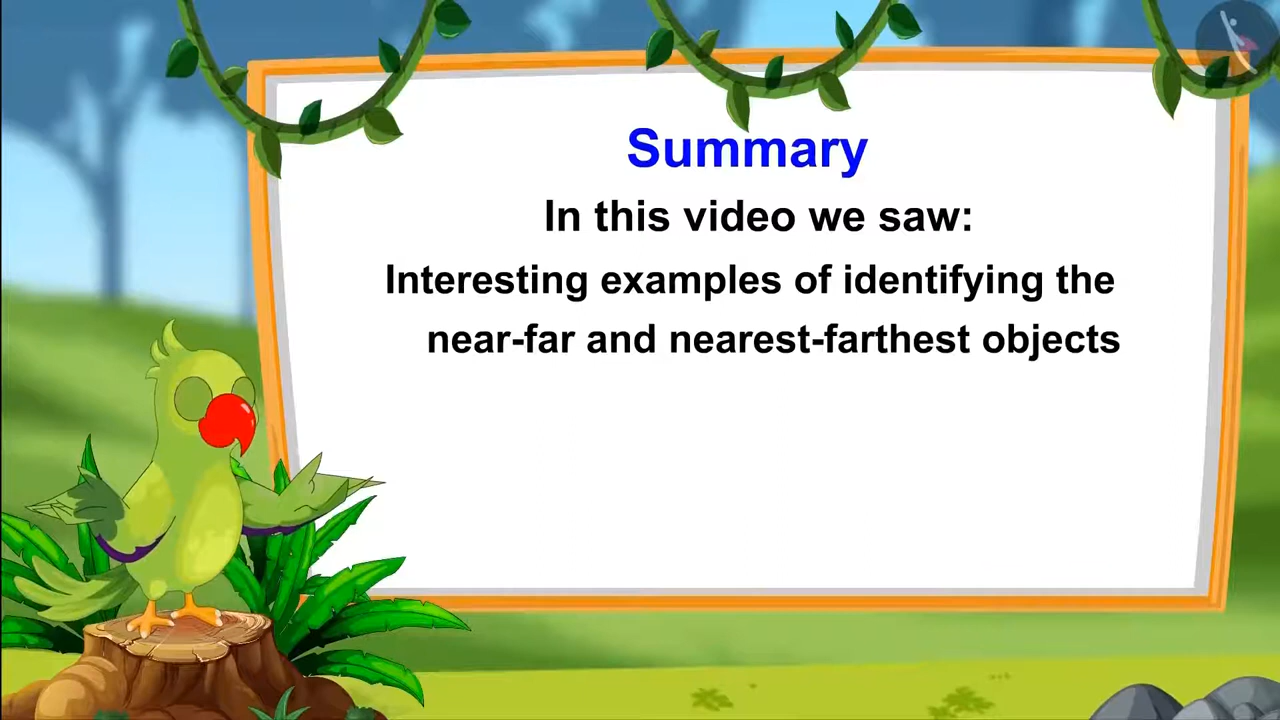 Summary
In this video we saw:
Interesting examples of identifying the
near-far and nearest-farthest objects